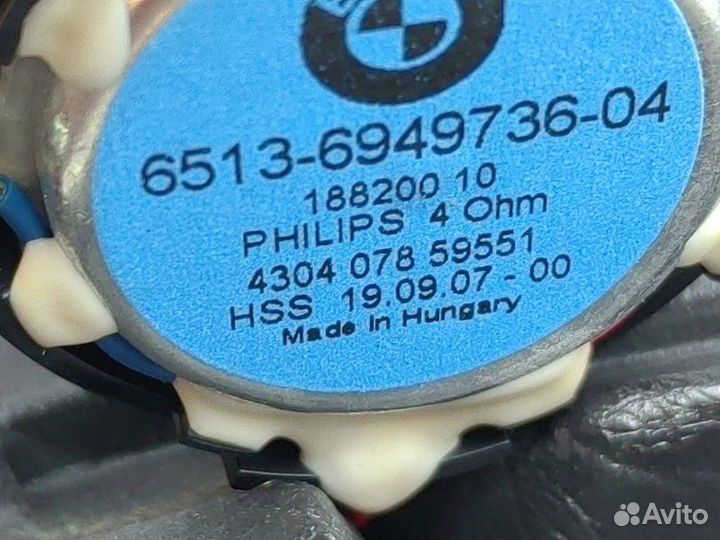 6513-6949736-04
188200 10
PHILIPS 4 Ohm
4304 078 59551
HSS 19.09.07-00
Made In Hungary
Avito